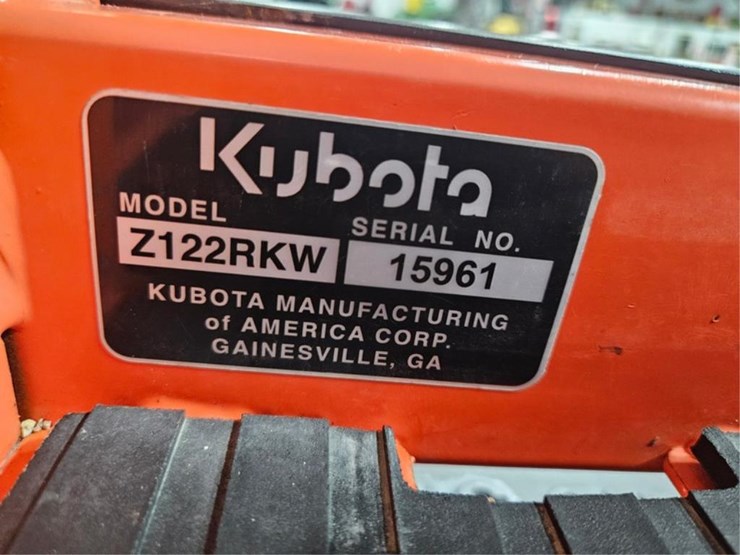 Kubota
MODEL
SERIAL NO.
Z122RKW
15961
KUBOTA MANUFACTURING
of AMERICA CORP.
GAINESVILLE, GA